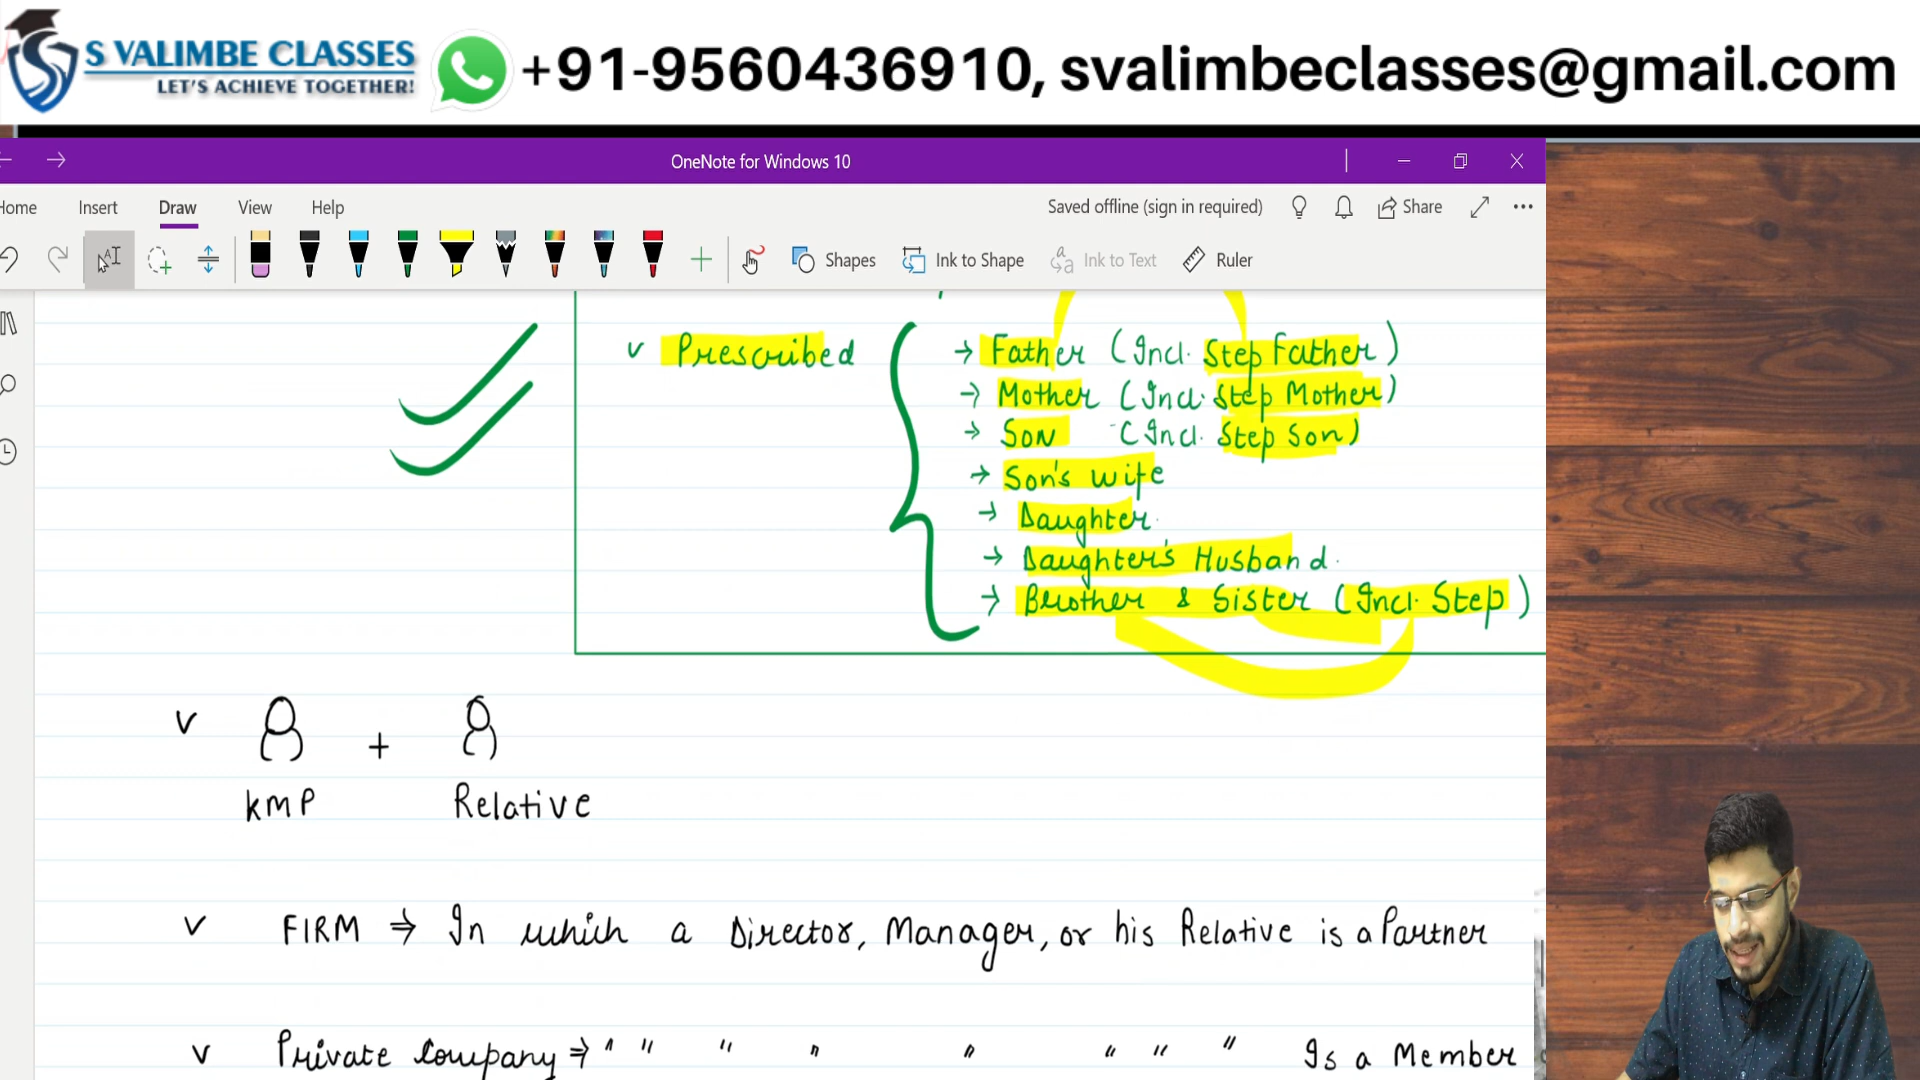 S VALIMBE CLASSES
LET'S ACHIEVE TOGETHER!
+91-9560436910, svalimbeclasses@gmail.com
OneNote for Windows 10
Home Insert Draw View Help
Saved offline (sign in required) Share
Shapes Ink to Shape Ink to Text Ruler
v Prescribed
→ Father (Incl. Step Father)
→ Mother (Incl. Step Mother)
→ Son (Incl. Step Son)
→ Son's wife
→ Daughter.
→ Daughter's Husband.
→ Brother & Sister (Incl. Step)
v + 
KMP Relative
v FIRM ⇒ In which a Director, Manager, or his Relative is a Partner
v Private Company ⇒ " " " " " " " " Is a Member